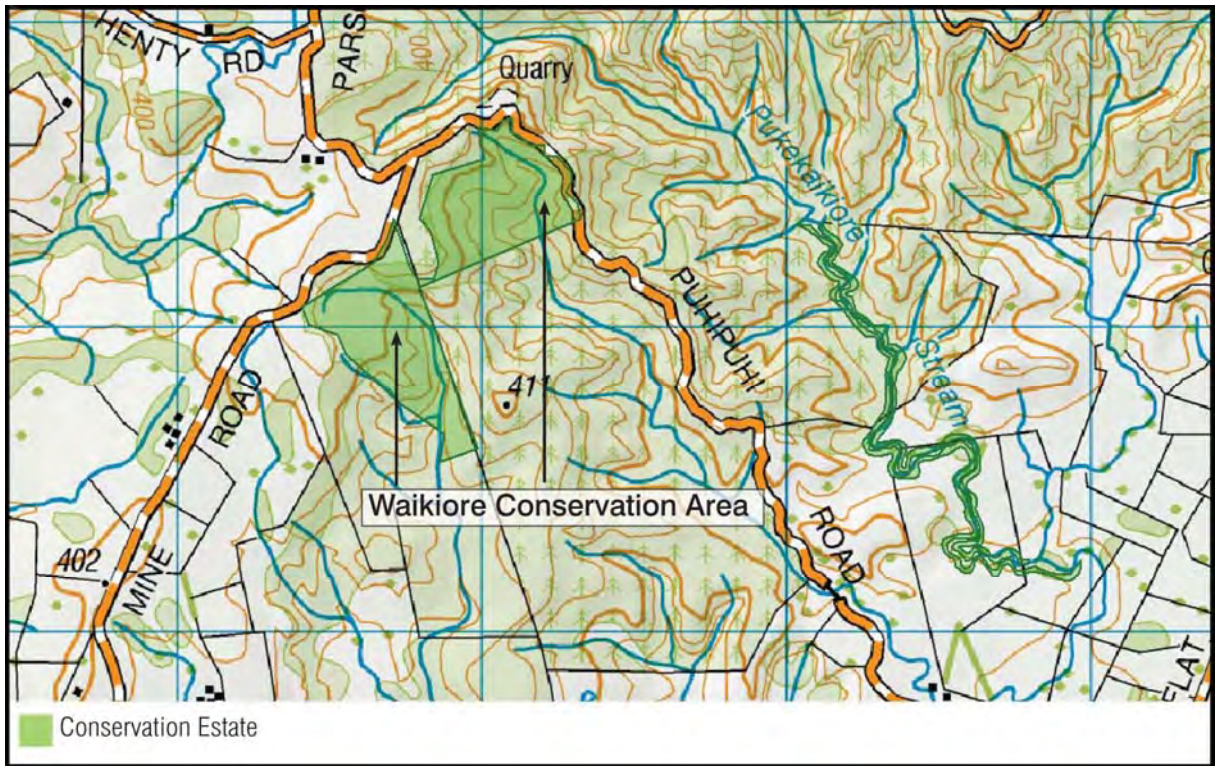 HENTY
RD
PARS
400
400
Quarry
Pukekaikiore
Stream
PUHIPUHI
ROAD
411
ROAD
MINE
402
Waikiore Conservation Area
FLAT
Conservation Estate